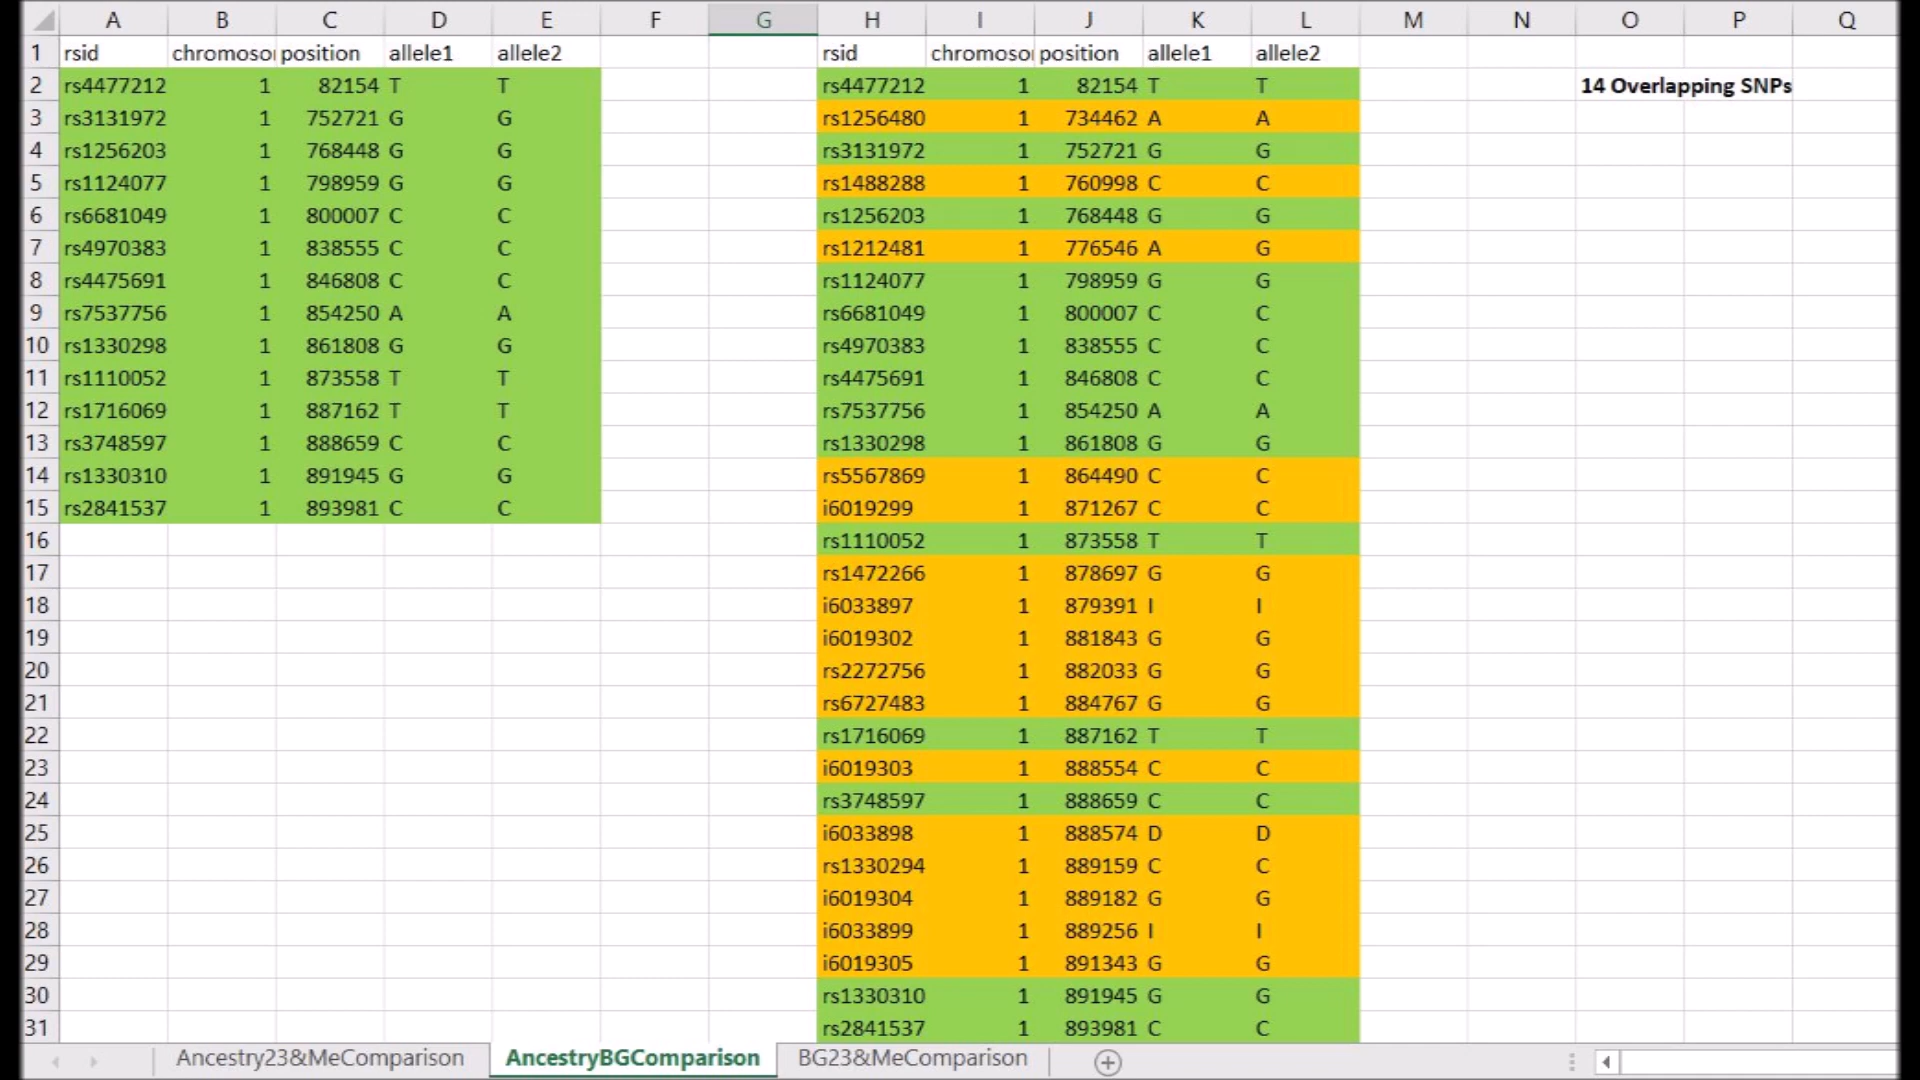 A B C D E F G H I J K L M N O P Q
1 rsid chromosoı position allele1 allele2 rsid chromosoı position allele1 allele2
2 rs4477212 1 82154 T T rs4477212 1 82154 T T 14 Overlapping SNPs
3 rs3131972 1 752721 G G rs1256480 1 734462 A A
4 rs1256203 1 768448 G G rs3131972 1 752721 G G
5 rs1124077 1 798959 G G rs1488288 1 760998 C C
6 rs6681049 1 800007 C C rs1256203 1 768448 G G
7 rs4970383 1 838555 C C rs1212481 1 776546 A G
8 rs4475691 1 846808 C C rs1124077 1 798959 G G
9 rs7537756 1 854250 A A rs6681049 1 800007 C C
10 rs1330298 1 861808 G G rs4970383 1 838555 C C
11 rs1110052 1 873558 T T rs4475691 1 846808 C C
12 rs1716069 1 887162 T T rs7537756 1 854250 A A
13 rs3748597 1 888659 C C rs1330298 1 861808 G G
14 rs1330310 1 891945 G G rs5567869 1 864490 C C
15 rs2841537 1 893981 C C i6019299 1 871267 C C
16 rs1110052 1 873558 T T
17 rs1472266 1 878697 G G
18 i6033897 1 879391 I I
19 i6019302 1 881843 G G
20 rs2272756 1 882033 G G
21 rs6727483 1 884767 G G
22 rs1716069 1 887162 T T
23 i6019303 1 888554 C C
24 rs3748597 1 888659 C C
25 i6033898 1 888574 D D
26 rs1330294 1 889159 C C
27 i6019304 1 889182 G G
28 i6033899 1 889256 I I
29 i6019305 1 891343 G G
30 rs1330310 1 891945 G G
31 rs2841537 1 893981 C C
Ancestry23&MeComparison AncestryBGComparison BG23&MeComparison